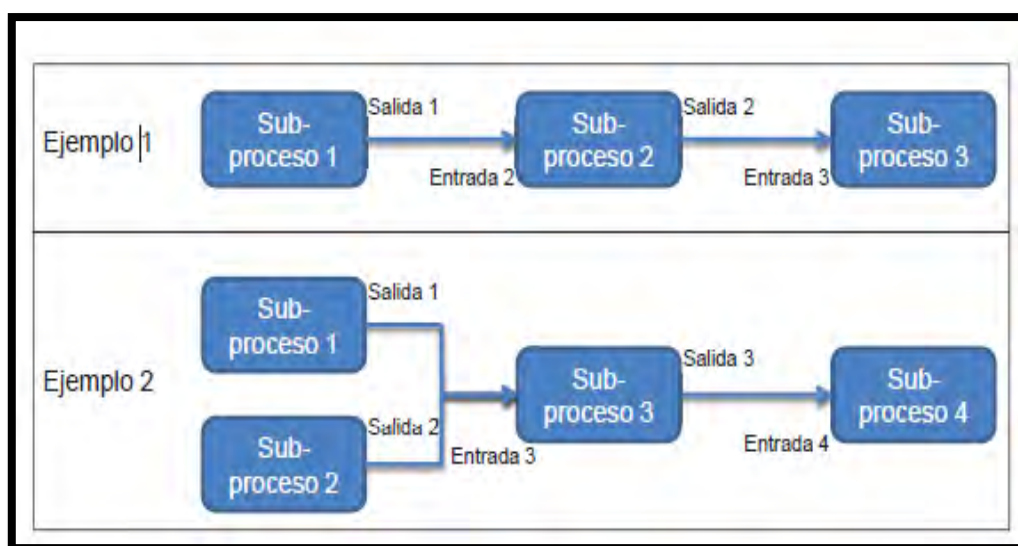 Ejemplo 1
Sub-
proceso 1
Salida 1
Entrada 2
Sub-
proceso 2
Salida 2
Entrada 3
Sub-
proceso 3
Ejemplo 2
Sub-
proceso 1
Salida 1
Sub-
proceso 2
Salida 2
Entrada 3
Sub-
proceso 3
Salida 3
Entrada 4
Sub-
proceso 4